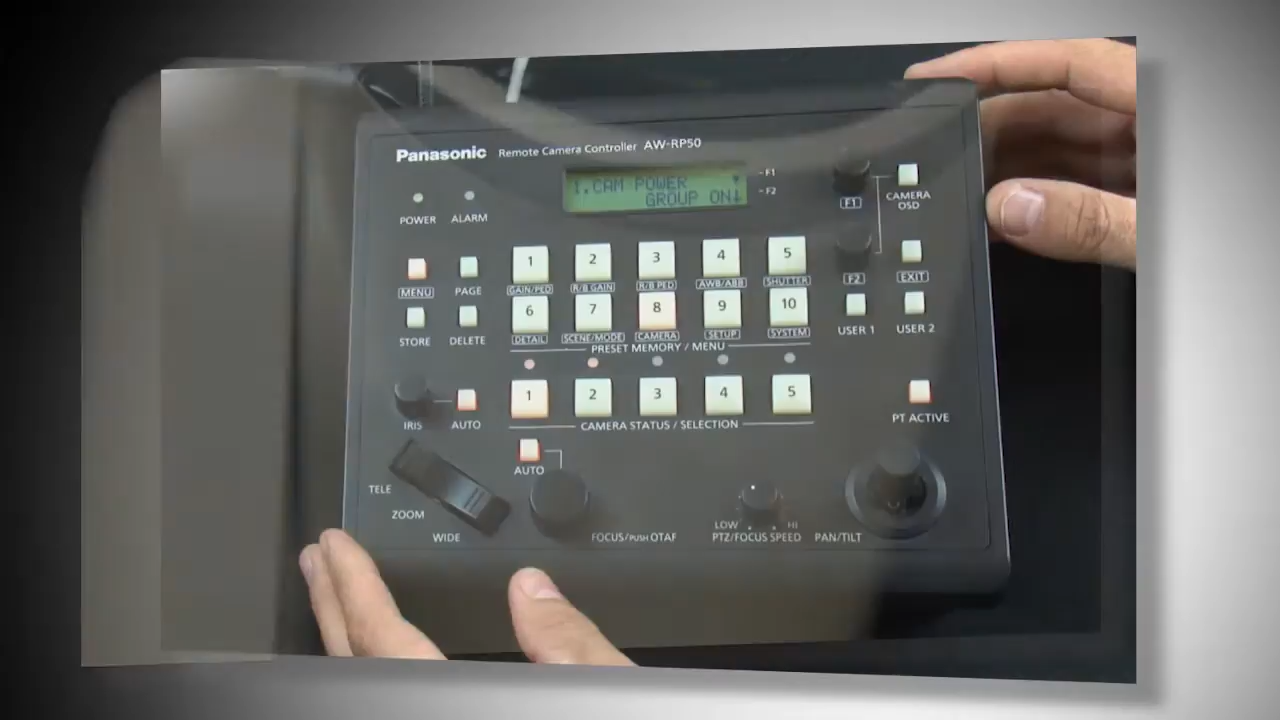 Panasonic Remote Camera Controller AW-RP50
1.CAM POWER
GROUP ON
F1
F2
POWER ALARM
F1
CAMERA OSD
MENU PAGE
1 2 3 4 5
GAIN/PED R/B GAIN R/B PED AWB/ABB SHUTTER
F2 EXIT
STORE DELETE
6 7 8 9 10
DETAIL SCENE/MODE CAMERA SETUP SYSTEM
USER 1 USER 2
PRESET MEMORY / MENU
IRIS AUTO
1 2 3 4 5
CAMERA STATUS / SELECTION
PT ACTIVE
AUTO
TELE
ZOOM
WIDE
FOCUS/PUSH OTAF
LOW HI
PTZ/FOCUS SPEED
PAN/TILT